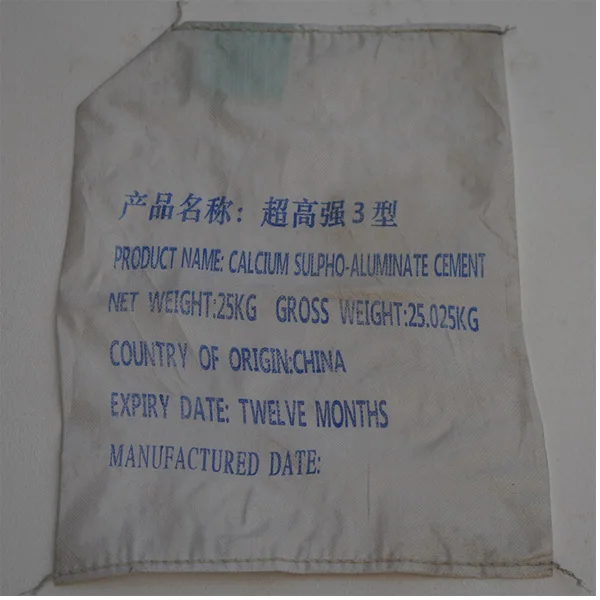 产品名称：超高强3型
PRODUCT NAME: CALCIUM SULPHO-ALUMINATE CEMENT
NET WEIGHT:25KG GROSS WEIGHT:25.025KG
COUNTRY OF ORIGIN:CHINA
EXPIRY DATE: TWELVE MONTHS
MANUFACTURED DATE: